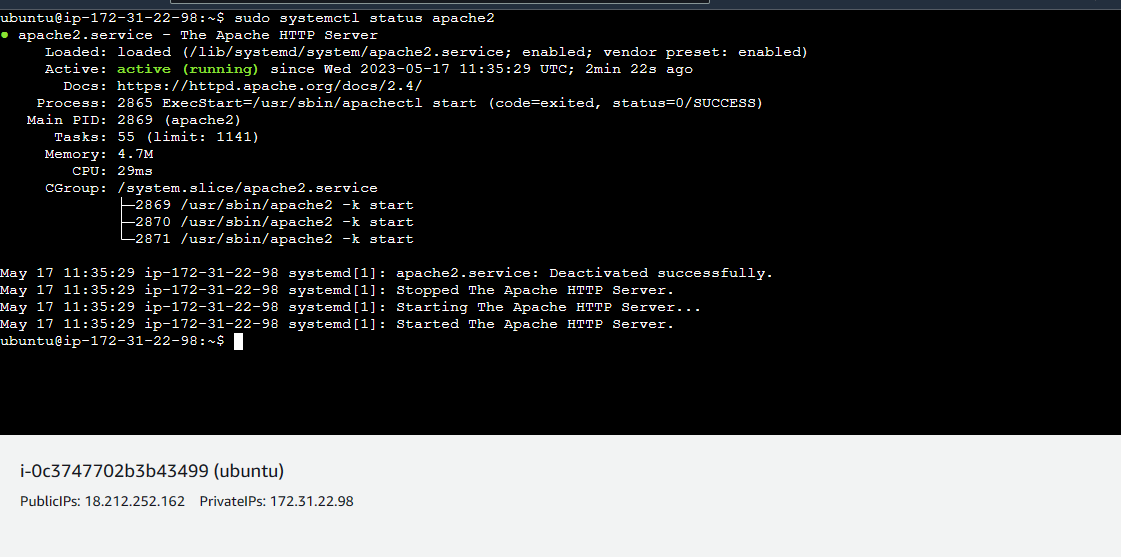 ubuntu@ip-172-31-22-98:~$ sudo systemctl status apache2
● apache2.service - The Apache HTTP Server
Loaded: loaded (/lib/systemd/system/apache2.service; enabled; vendor preset: enabled)
Active: active (running) since Wed 2023-05-17 11:35:29 UTC; 2min 22s ago
Docs: https://httpd.apache.org/docs/2.4/
Process: 2865 ExecStart=/usr/sbin/apachectl start (code=exited, status=0/SUCCESS)
Main PID: 2869 (apache2)
Tasks: 55 (limit: 1141)
Memory: 4.7M
CPU: 29ms
CGroup: /system.slice/apache2.service
├─2869 /usr/sbin/apache2 -k start
├─2870 /usr/sbin/apache2 -k start
└─2871 /usr/sbin/apache2 -k start
May 17 11:35:29 ip-172-31-22-98 systemd[1]: apache2.service: Deactivated successfully.
May 17 11:35:29 ip-172-31-22-98 systemd[1]: Stopped The Apache HTTP Server.
May 17 11:35:29 ip-172-31-22-98 systemd[1]: Starting The Apache HTTP Server...
May 17 11:35:29 ip-172-31-22-98 systemd[1]: Started The Apache HTTP Server.
ubuntu@ip-172-31-22-98:~$
i-0c3747702b3b43499 (ubuntu)
PublicIPs: 18.212.252.162 PrivateIPs: 172.31.22.98